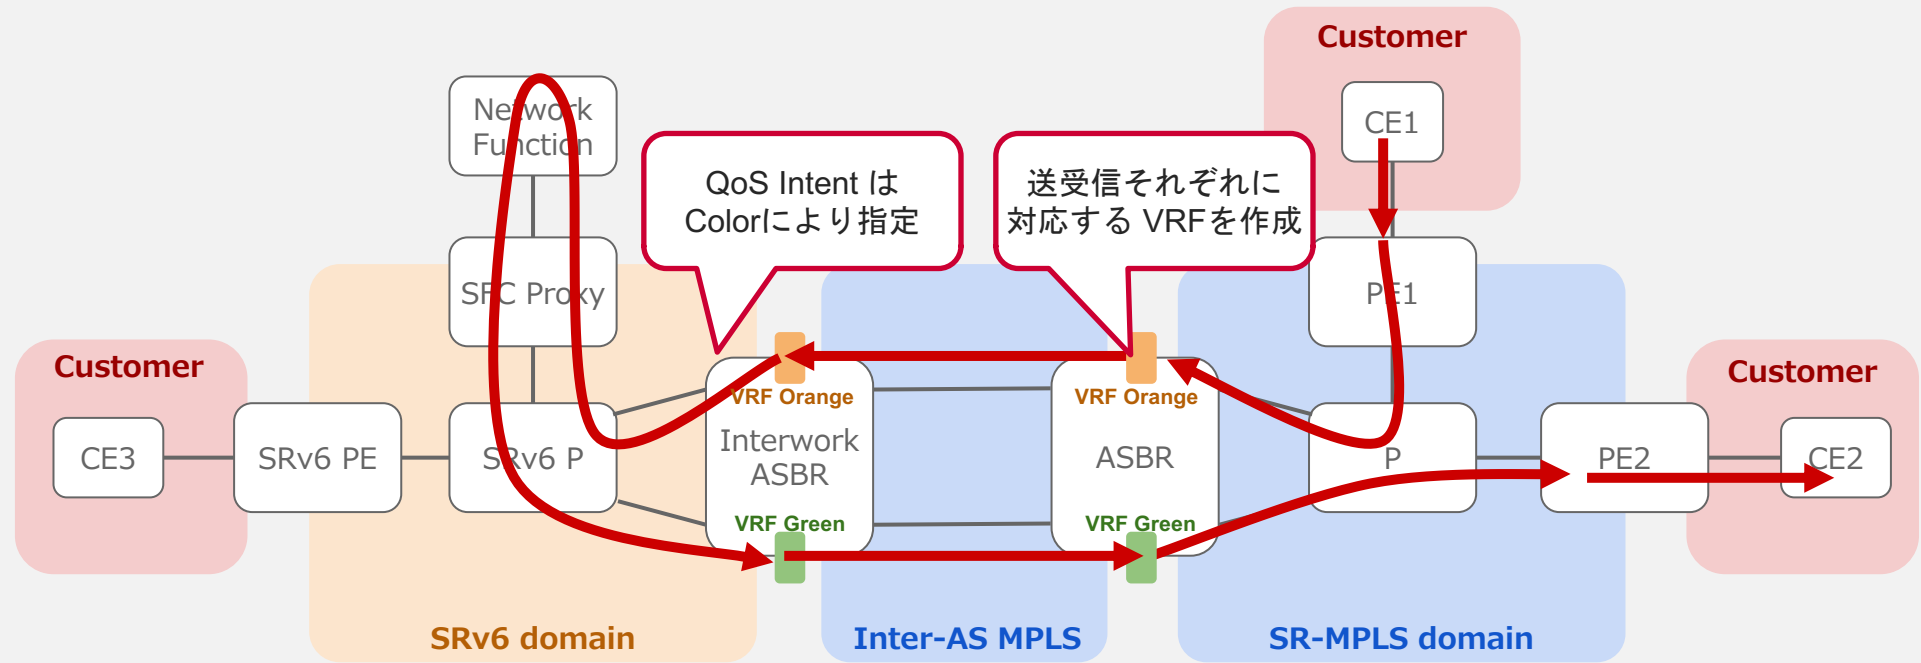 Customer
CE1
Network
Function
QoS Intent は
Colorにより指定
送受信それぞれに
対応する VRFを作成
SFC Proxy
PE1
Customer
CE3
SRv6 PE
SRv6 P
VRF Orange
Interwork
ASBR
VRF Green
VRF Orange
ASBR
VRF Green
P
PE2
Customer
CE2
SRv6 domain
Inter-AS MPLS
SR-MPLS domain